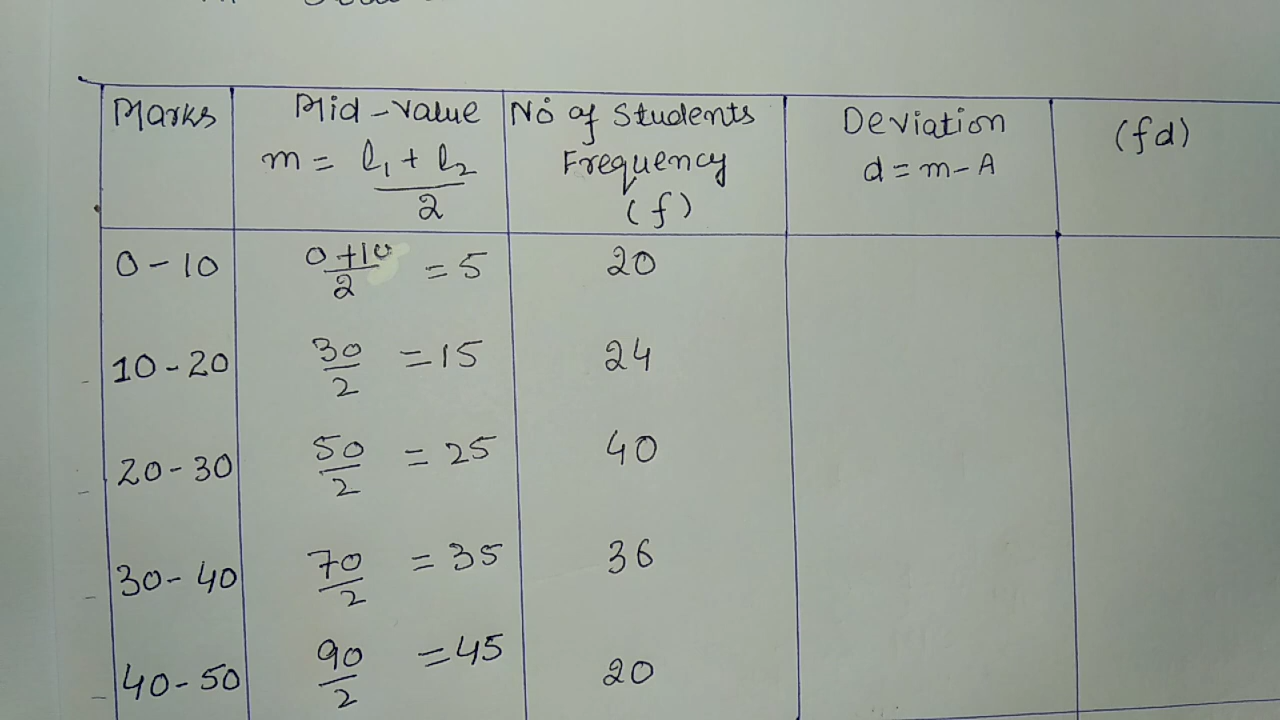 Marks
Mid-value
m = l₁ + l₂ / 2
No of Students
Frequency
(f)
Deviation
d = m - A
(fd)
0 - 10
0+10/2 = 5
20
10 - 20
30/2 = 15
24
20 - 30
50/2 = 25
40
30 - 40
70/2 = 35
36
40 - 50
90/2 = 45
20